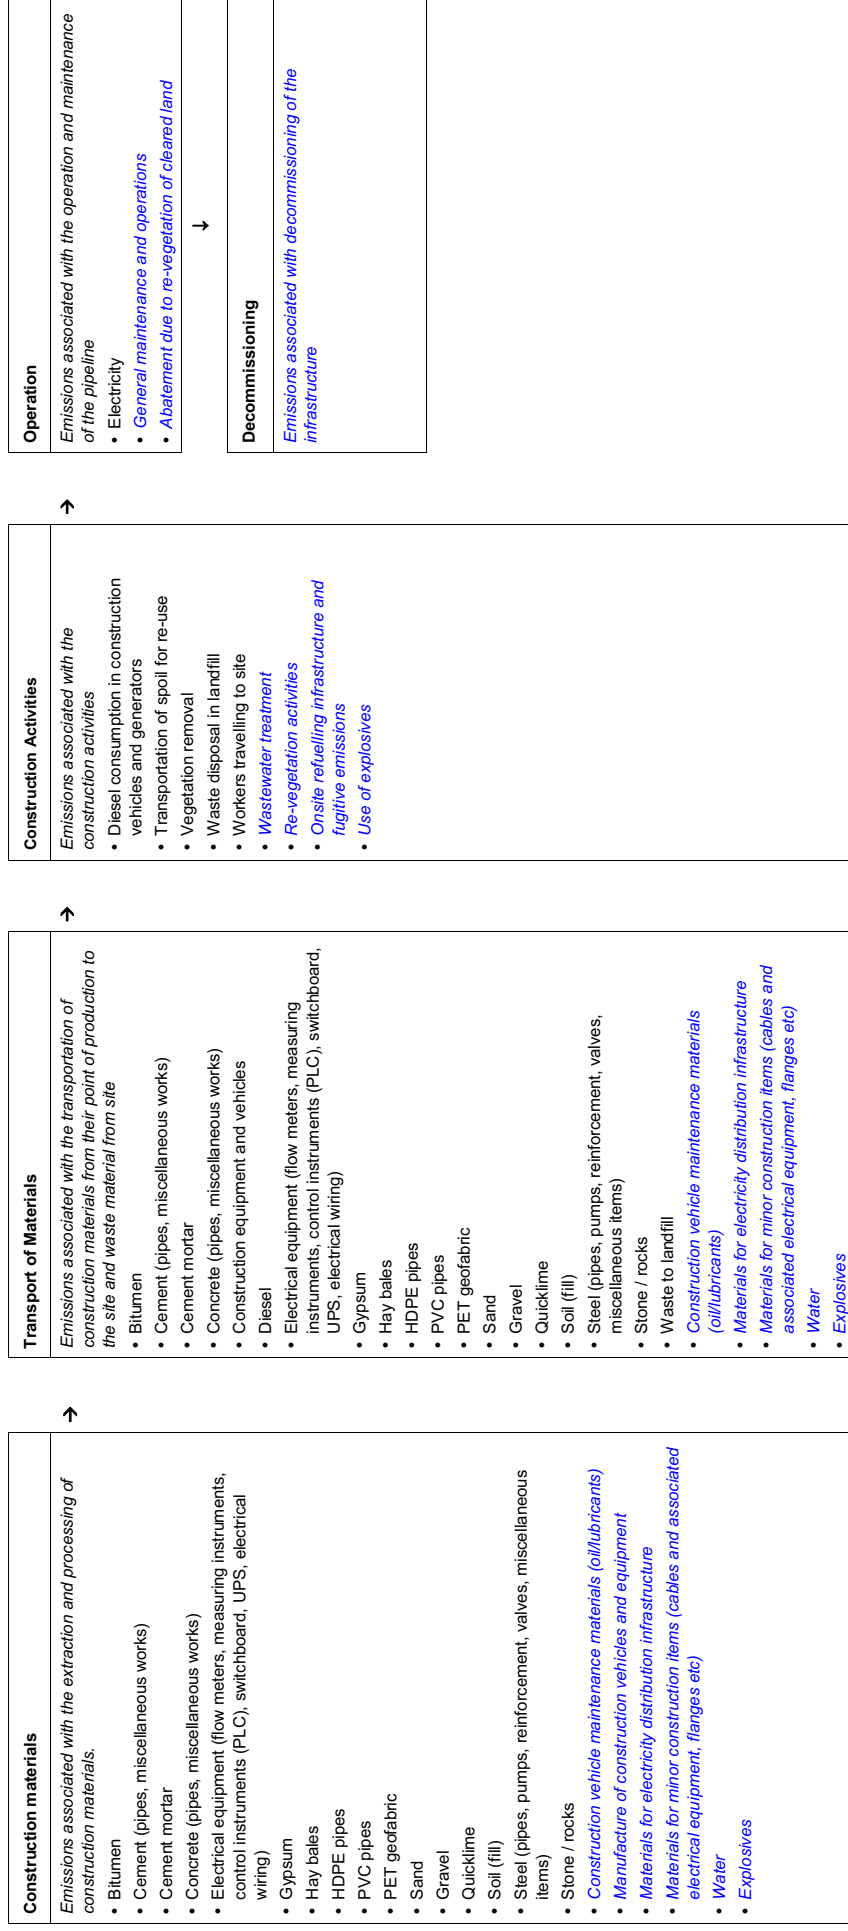 Construction materials
Emissions associated with the extraction and processing of
construction materials.
• Bitumen
• Cement (pipes, miscellaneous works)
• Cement mortar
• Concrete (pipes, miscellaneous works)
• Electrical equipment (flow meters, measuring instruments,
control instruments (PLC), switchboard, UPS, electrical
wiring)
• Gypsum
• Hay bales
• HDPE pipes
• PVC pipes
• PET geofabric
• Sand
• Gravel
• Quicklime
• Soil (fill)
• Steel (pipes, pumps, reinforcement, valves, miscellaneous
items)
• Stone / rocks
• Construction vehicle maintenance materials (oil/lubricants)
• Manufacture of construction vehicles and equipment
• Materials for electricity distribution infrastructure
• Materials for minor construction items (cables and associated
electrical equipment, flanges etc)
• Water
• Explosives
→
Transport of Materials
Emissions associated with the transportation of
construction materials from their point of production to
the site and waste material from site
• Bitumen
• Cement (pipes, miscellaneous works)
• Cement mortar
• Concrete (pipes, miscellaneous works)
• Construction equipment and vehicles
• Diesel
• Electrical equipment (flow meters, measuring
instruments, control instruments (PLC), switchboard,
UPS, electrical wiring)
• Gypsum
• Hay bales
• HDPE pipes
• PVC pipes
• PET geofabric
• Sand
• Gravel
• Quicklime
• Soil (fill)
• Steel (pipes, pumps, reinforcement, valves,
miscellaneous items)
• Stone / rocks
• Waste to landfill
• Construction vehicle maintenance materials
(oil/lubricants)
• Materials for electricity distribution infrastructure
• Materials for minor construction items (cables and
associated electrical equipment, flanges etc)
• Water
• Explosives
→
Construction Activities
Emissions associated with the
construction activities
• Diesel consumption in construction
vehicles and generators
• Transportation of spoil for re-use
• Vegetation removal
• Waste disposal in landfill
• Workers travelling to site
• Wastewater treatment
• Re-vegetation activities
• Onsite refuelling infrastructure and
fugitive emissions
• Use of explosives
→
Operation
Emissions associated with the operation and maintenance
of the pipeline
• Electricity
• General maintenance and operations
• Abatement due to re-vegetation of cleared land
↓
Decommissioning
Emissions associated with decommissioning of the
infrastructure